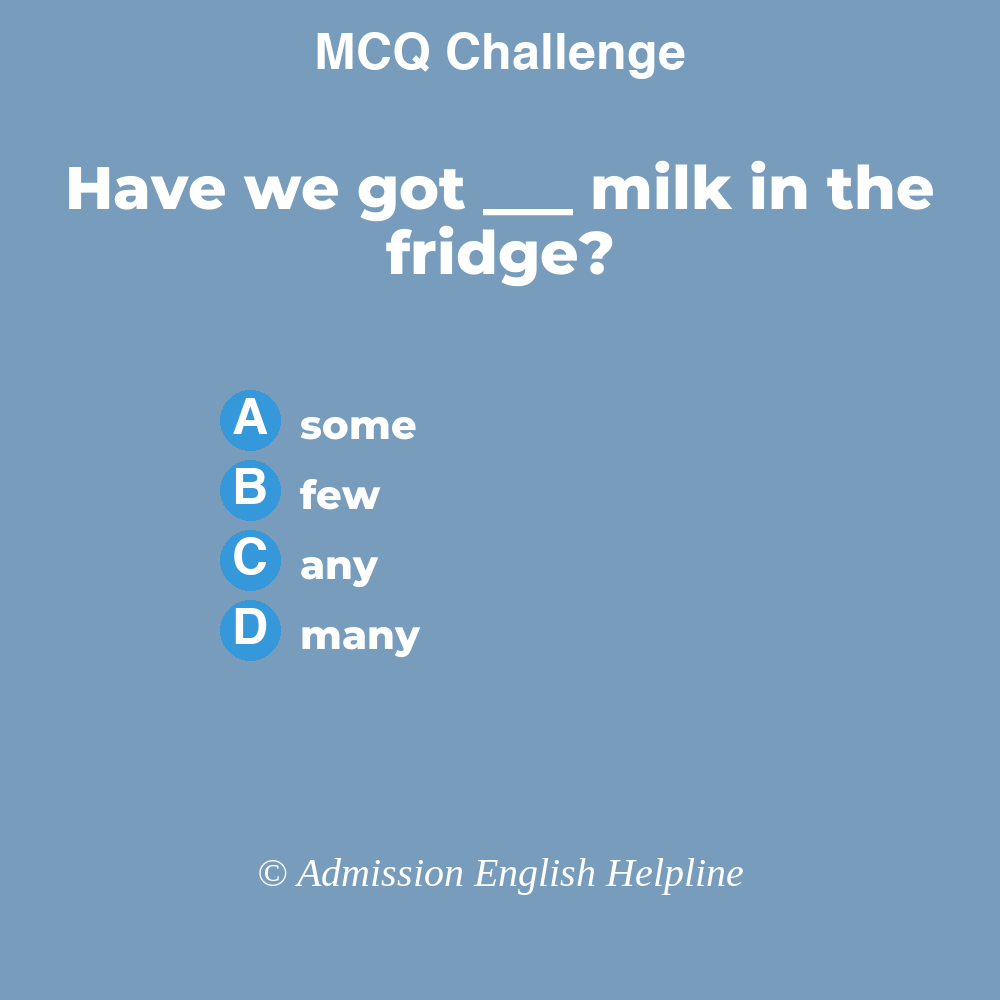 MCQ Challenge
Have we got ___ milk in the
fridge?
A some
B few
C any
D many
© Admission English Helpline